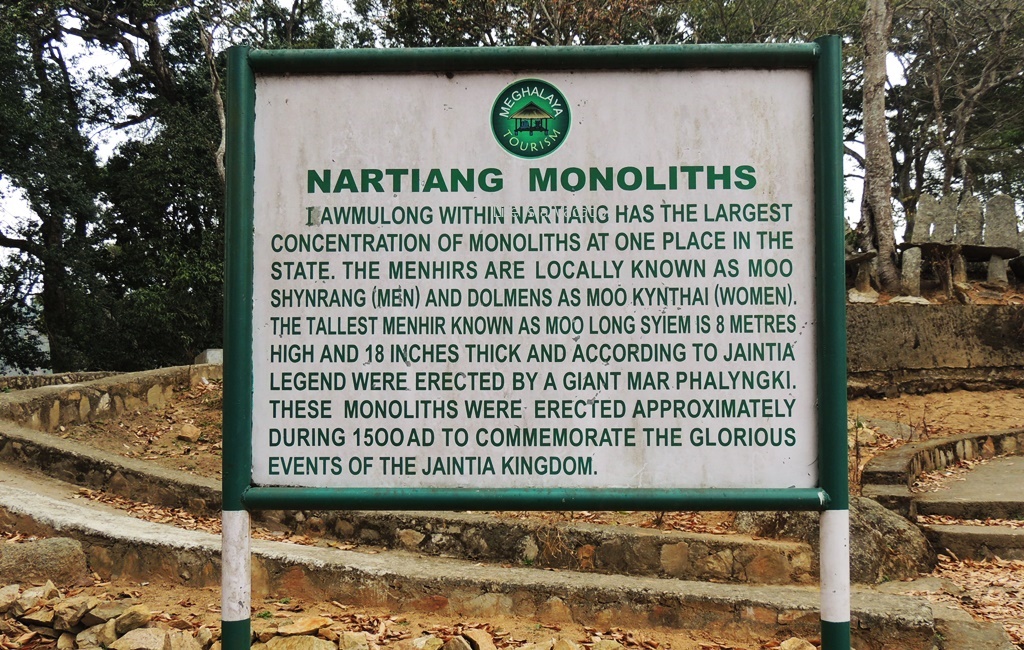 MEGHALAYA
TOURISM
NARTIANG MONOLITHS
IAWMULONG WITHIN NARTIANG HAS THE LARGEST
CONCENTRATION OF MONOLITHS AT ONE PLACE IN THE
STATE. THE MENHIRS ARE LOCALLY KNOWN AS MOO
SHYNRANG (MEN) AND DOLMENS AS MOO KYNTHAI (WOMEN).
THE TALLEST MENHIR KNOWN AS MOO LONG SYIEM IS 8 METRES
HIGH AND 18 INCHES THICK AND ACCORDING TO JAINTIA
LEGEND WERE ERECTED BY A GIANT MAR PHALYNGKI.
THESE MONOLITHS WERE ERECTED APPROXIMATELY
DURING 1500 AD TO COMMEMORATE THE GLORIOUS
EVENTS OF THE JAINTIA KINGDOM.